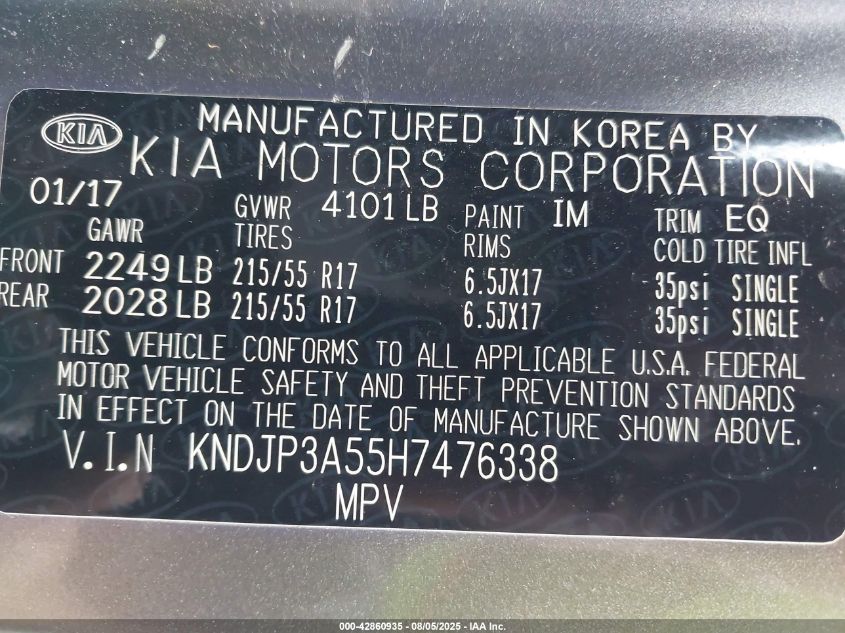 KIA MANUFACTURED IN KOREA BY
KIA MOTORS CORPORATION
01/17 GVWR 4101 LB PAINT IM TRIM EQ
GAWR TIRES RIMS COLD TIRE INFL
FRONT 2249 LB 215/55 R17 6.5JX17 35psi SINGLE
REAR 2028 LB 215/55 R17 6.5JX17 35psi SINGLE
THIS VEHICLE CONFORMS TO ALL APPLICABLE U.S.A. FEDERAL
MOTOR VEHICLE SAFETY AND THEFT PREVENTION STANDARDS
IN EFFECT ON THE DATE OF MANUFACTURE SHOWN ABOVE.
V.I.N KNDJP3A55H7476338
MPV
000-42860935 - 08/05/2025 - IAA Inc.